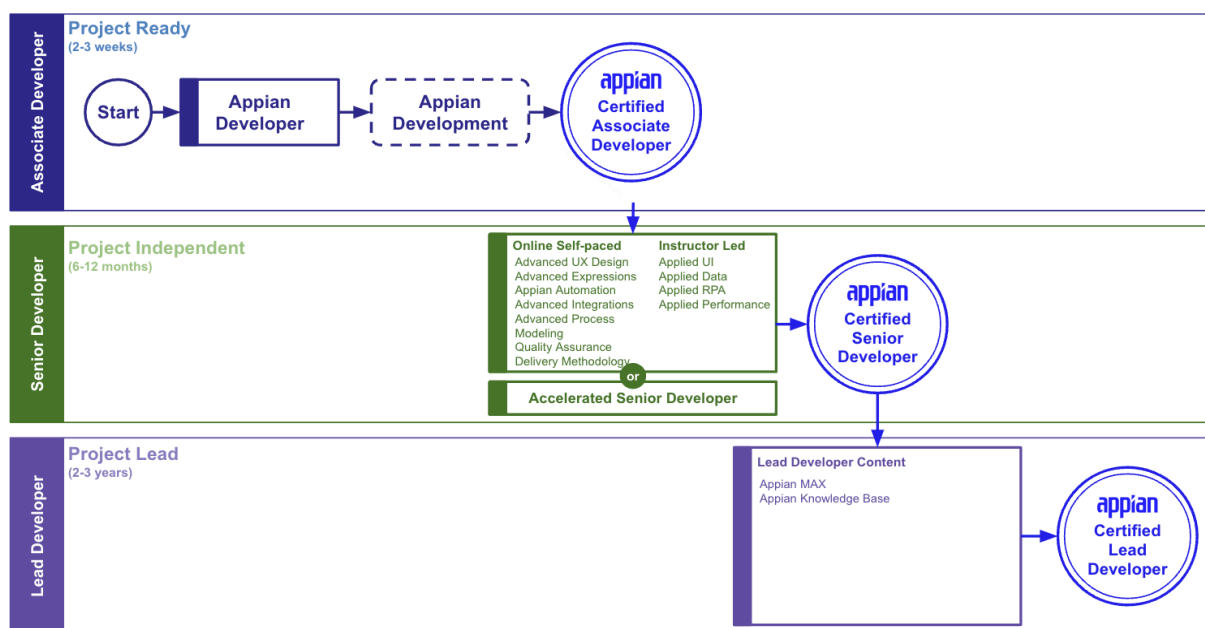 Associate Developer
Project Ready
(2-3 weeks)
Start
Appian
Developer
Appian
Development
appian
Certified
Associate
Developer
Senior Developer
Project Independent
(6-12 months)
Online Self-paced
Advanced UX Design
Advanced Expressions
Appian Automation
Advanced Integrations
Advanced Process
Modeling
Quality Assurance
Delivery Methodology
Instructor Led
Applied UI
Applied Data
Applied RPA
Applied Performance
or
Accelerated Senior Developer
appian
Certified
Senior
Developer
Lead Developer
Project Lead
(2-3 years)
Lead Developer Content
Appian MAX
Appian Knowledge Base
appian
Certified
Lead
Developer